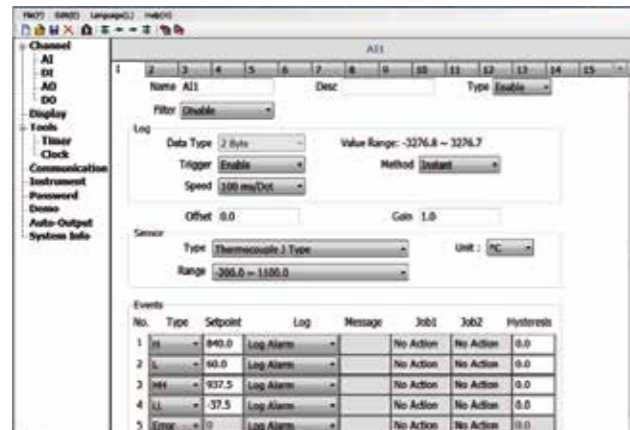 File(F) Edit(E) Language(L) Help(H)
Channel
AI
DI
AO
DO
Display
Tools
Timer
Clock
Communication
Instrument
Password
Demo
Auto-Output
System Info
AI1
1 2 3 4 5 6 7 8 9 10 11 12 13 14 15
Name AI1 Desc Type Enable
Filter Disable
Log
Data Type 2 Byte Value Range: -3276.8 ~ 3276.7
Trigger Enable Method Instant
Speed 100 ms/Dot
Offset 0.0 Gain 1.0
Sensor
Type Thermocouple J Type Unit : °C
Range -200.0 ~ 1100.0
Events
No. Type Setpoint Log Message Job1 Job2 Hysteresis
1 H 840.0 Log Alarm No Action No Action 0.0
2 L 60.0 Log Alarm No Action No Action 0.0
3 HH 937.5 Log Alarm No Action No Action 0.0
4 LL -37.5 Log Alarm No Action No Action 0.0
5 Error 0 Log Alarm No Action No Action 0.0